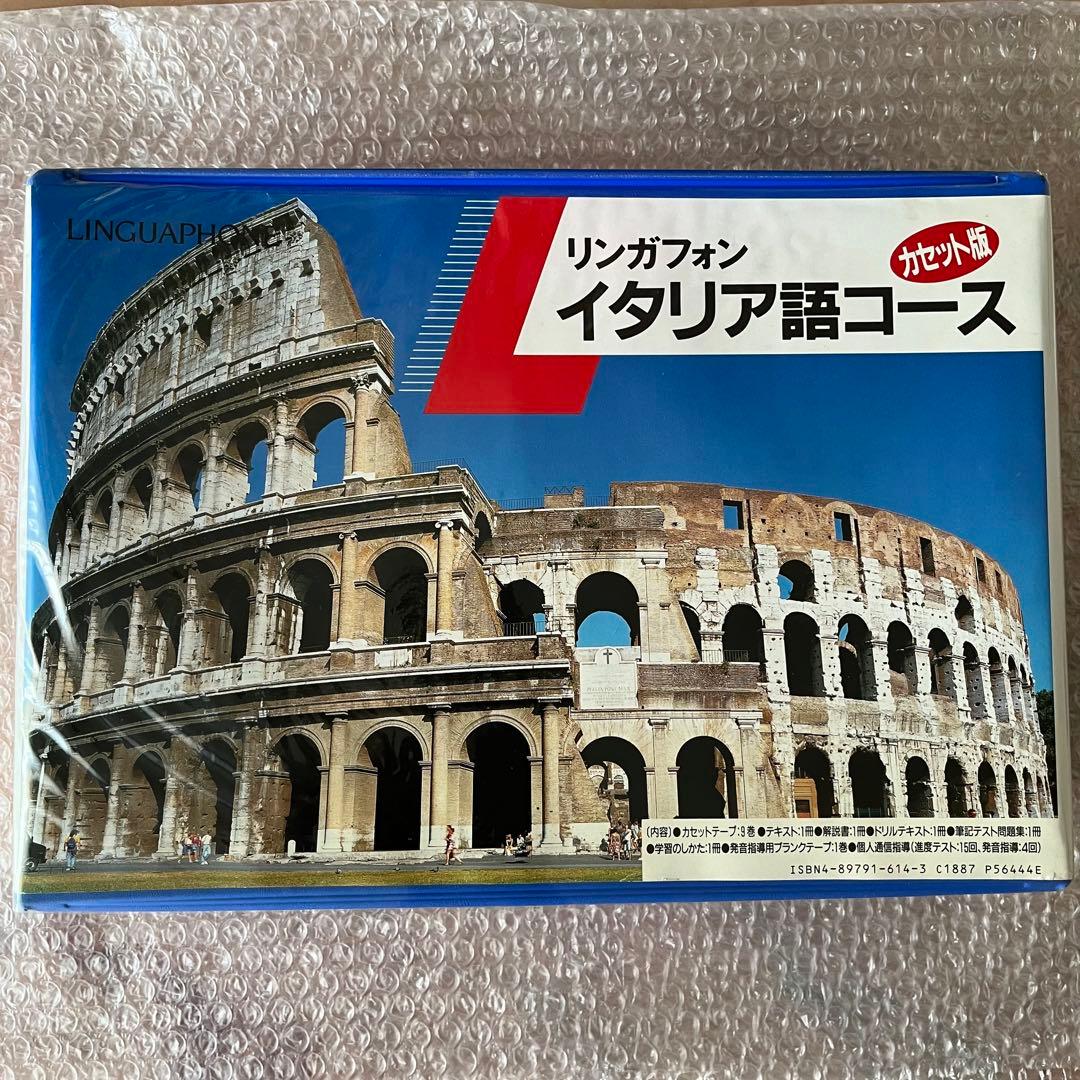 LINGUAPHONE
リンガフォン
カセット版
イタリア語コース
(内容)●カセットテープ:9巻●テキスト:1冊●解説書:1冊●ドリルテキスト:1冊●筆記テスト問題集:1冊
●学習のしかた:1冊●発音指導用ブランクテープ:1巻●個人通信指導(進度テスト:15回、発音指導:4回)
ISBN4-89791-614-3 C1887 P56444E